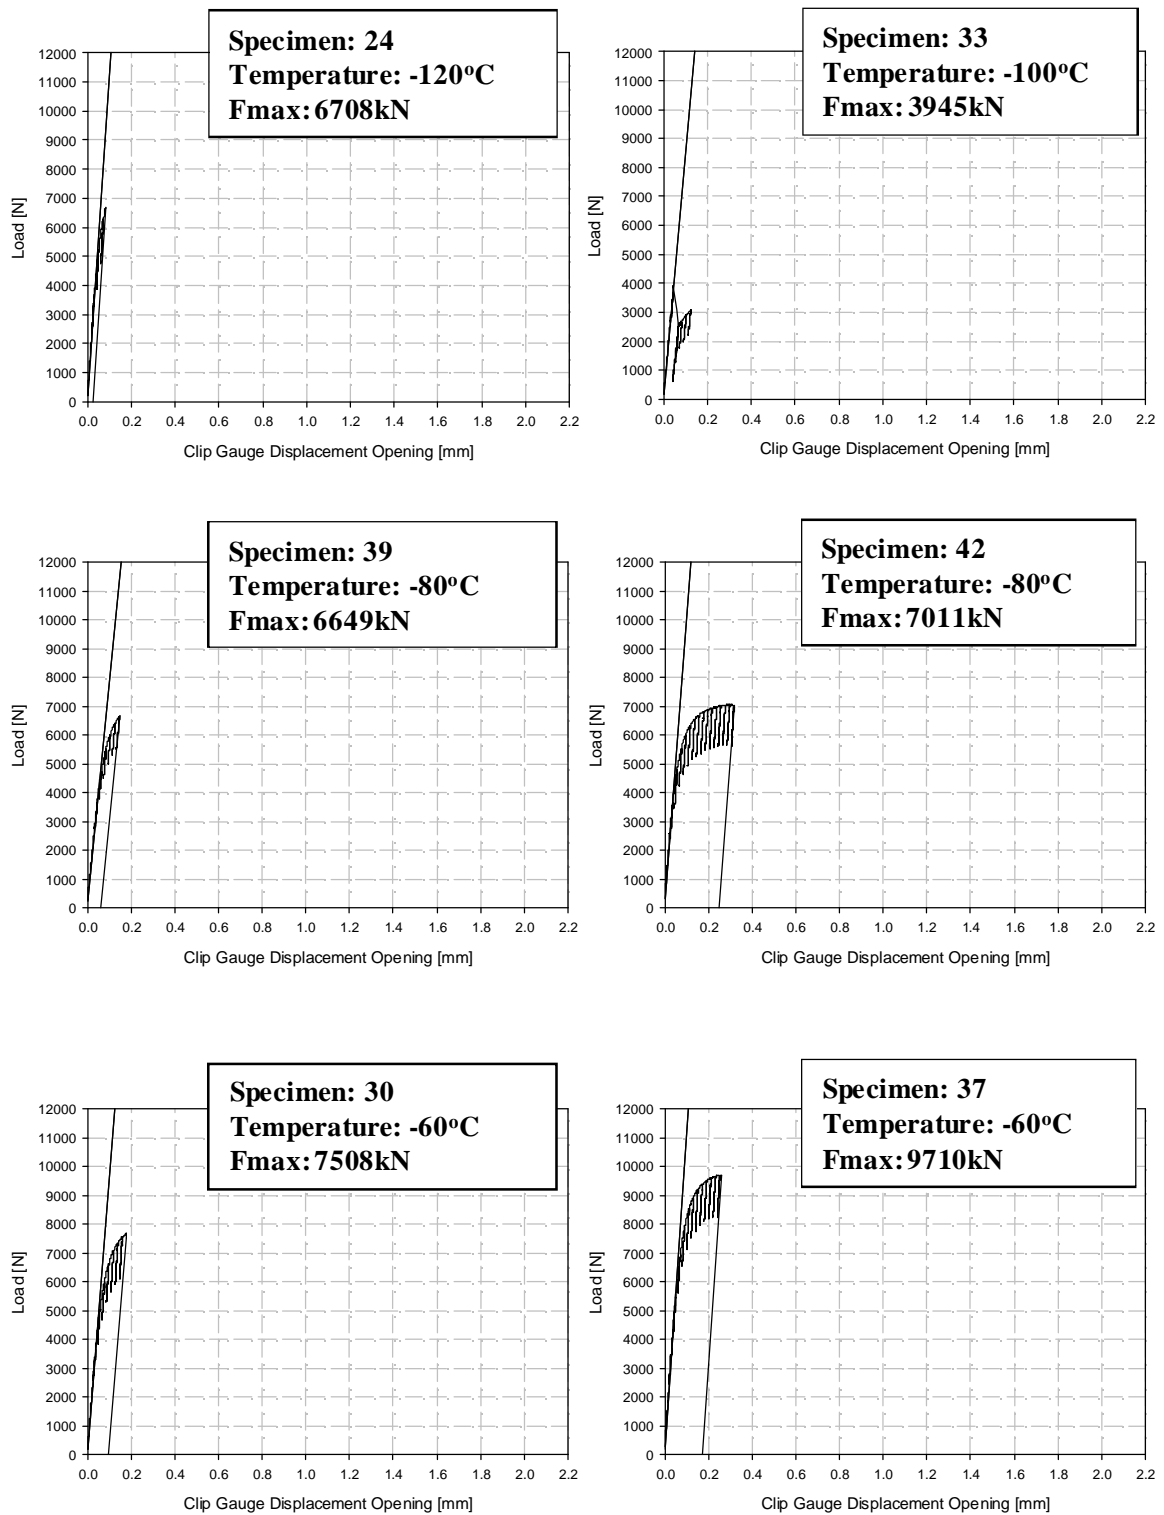 Specimen: 24
Temperature: -120°C
Fmax: 6708kN
12000
11000
10000
9000
8000
7000
6000
5000
4000
3000
2000
1000
0
Load [N]
0.0 0.2 0.4 0.6 0.8 1.0 1.2 1.4 1.6 1.8 2.0 2.2
Clip Gauge Displacement Opening [mm]
Specimen: 33
Temperature: -100°C
Fmax: 3945kN
12000
11000
10000
9000
8000
7000
6000
5000
4000
3000
2000
1000
0
Load [N]
0.0 0.2 0.4 0.6 0.8 1.0 1.2 1.4 1.6 1.8 2.0 2.2
Clip Gauge Displacement Opening [mm]
Specimen: 39
Temperature: -80°C
Fmax: 6649kN
12000
11000
10000
9000
8000
7000
6000
5000
4000
3000
2000
1000
0
Load [N]
0.0 0.2 0.4 0.6 0.8 1.0 1.2 1.4 1.6 1.8 2.0 2.2
Clip Gauge Displacement Opening [mm]
Specimen: 42
Temperature: -80°C
Fmax: 7011kN
12000
11000
10000
9000
8000
7000
6000
5000
4000
3000
2000
1000
0
Load [N]
0.0 0.2 0.4 0.6 0.8 1.0 1.2 1.4 1.6 1.8 2.0 2.2
Clip Gauge Displacement Opening [mm]
Specimen: 30
Temperature: -60°C
Fmax: 7508kN
12000
11000
10000
9000
8000
7000
6000
5000
4000
3000
2000
1000
0
Load [N]
0.0 0.2 0.4 0.6 0.8 1.0 1.2 1.4 1.6 1.8 2.0 2.2
Clip Gauge Displacement Opening [mm]
Specimen: 37
Temperature: -60°C
Fmax: 9710kN
12000
11000
10000
9000
8000
7000
6000
5000
4000
3000
2000
1000
0
Load [N]
0.0 0.2 0.4 0.6 0.8 1.0 1.2 1.4 1.6 1.8 2.0 2.2
Clip Gauge Displacement Opening [mm]